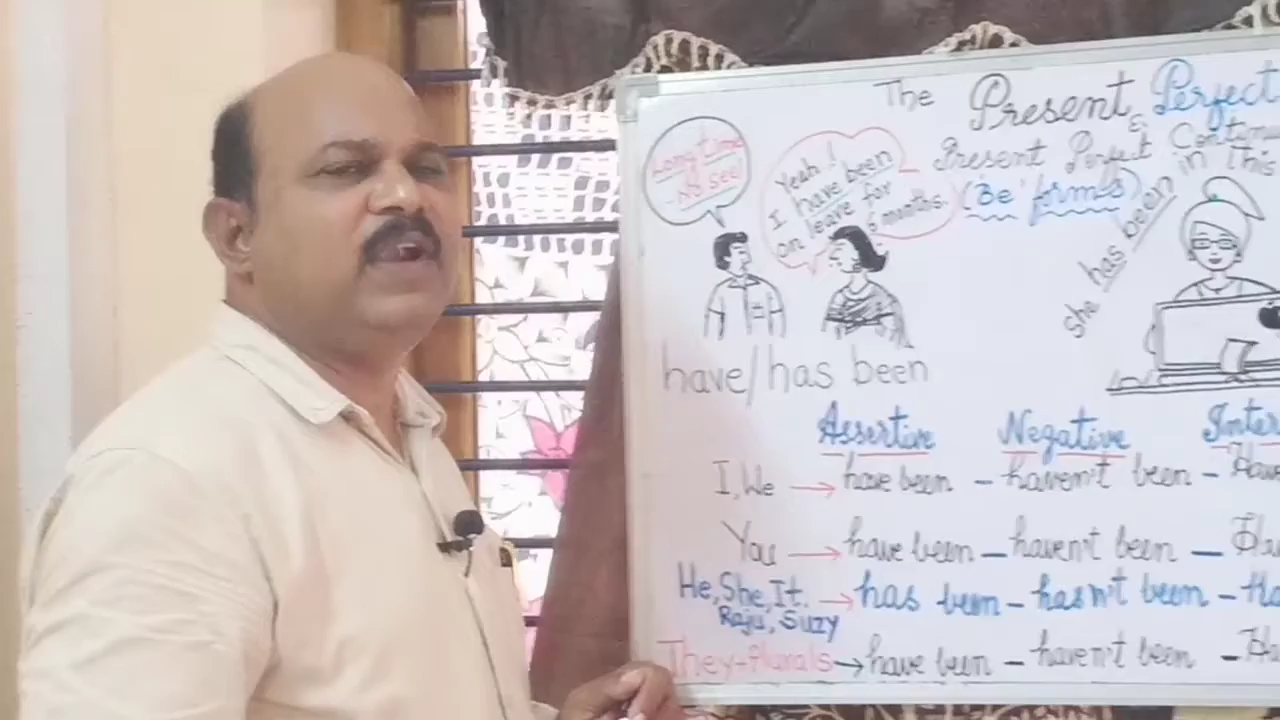 The Present Perfect
& 
Present Perfect
in This
('Be' forms)
Long time
- No see
Yeah !
I have been
on leave for
6 months.
she has been
have/has been
Assertive Negative
I, We → have been - haven't been -
You → have been - haven't been -
He, She, It. → has been - hasn't been -
Raju, Suzy
They - Plurals → have been - haven't been -